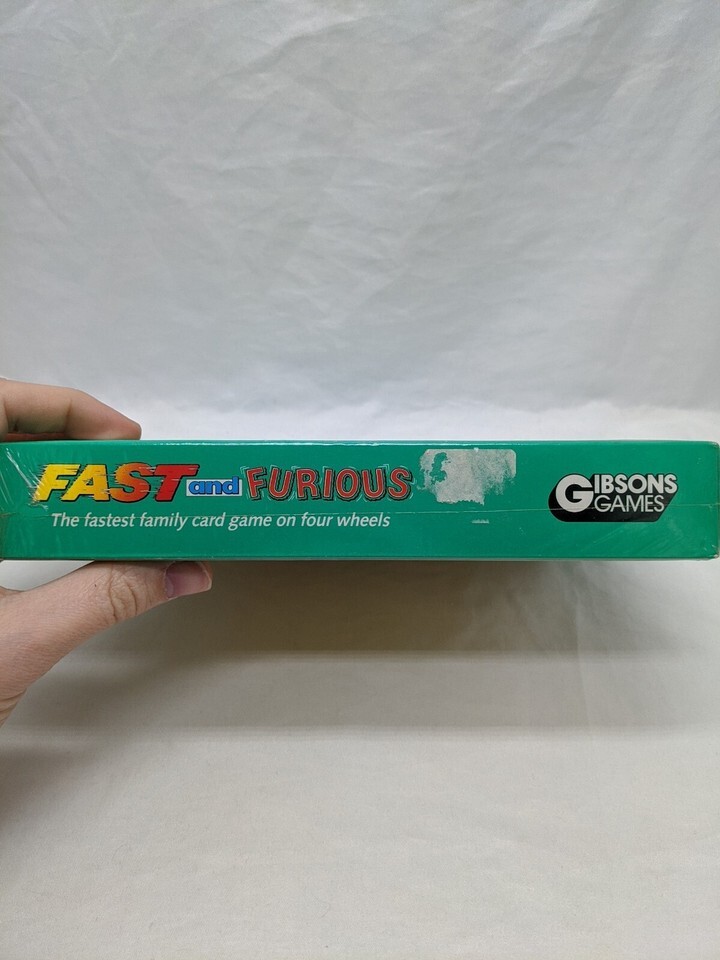 FAST and FURIOUS
The fastest family card game on four wheels
GIBSONS
GAMES